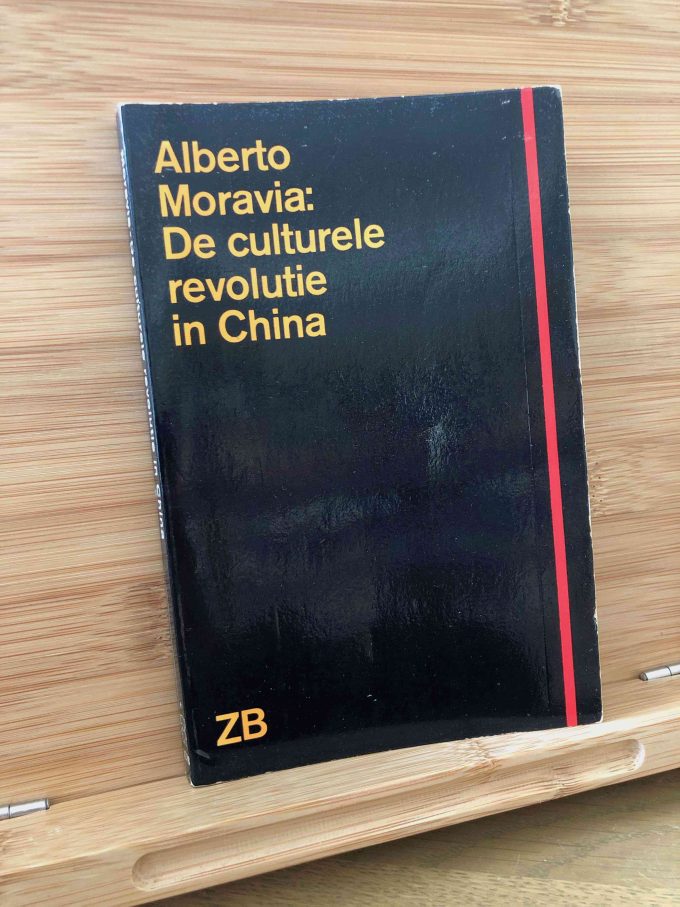 Alberto
Moravia:
De culturele
revolutie
in China
ZB